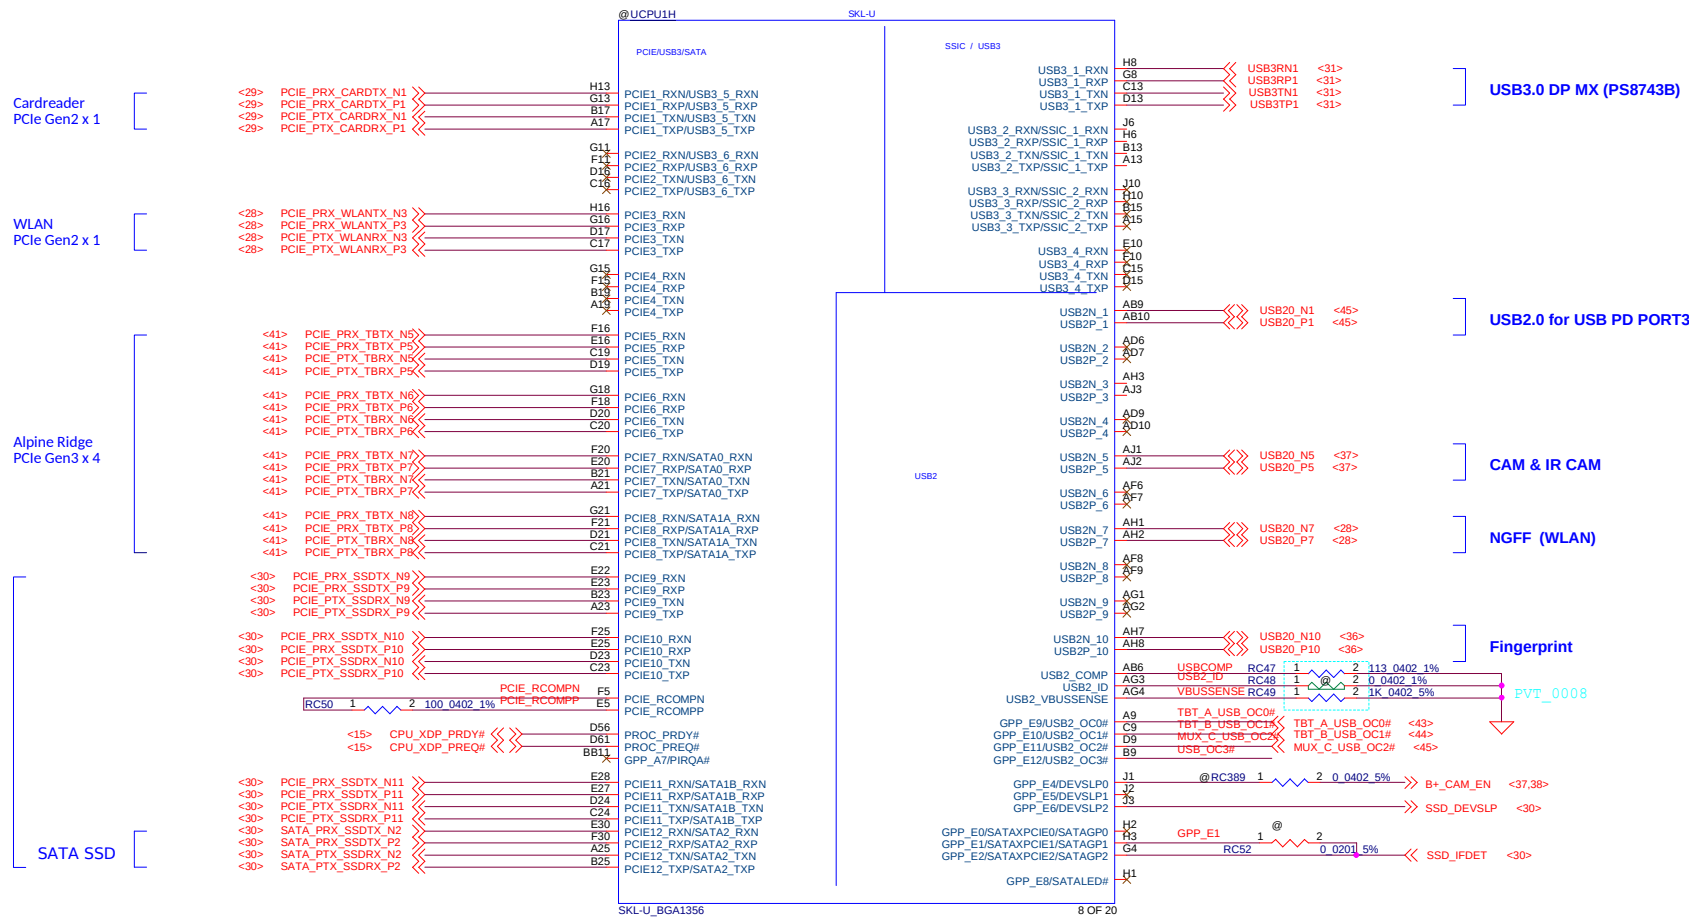 @UCPU1H
SKL-U
PCIE/USB3/SATA
SSIC / USB3
USB2
Cardreader
PCIe Gen2 x 1
<29> PCIE_PRX_CARDTX_N1 H13 PCIE1_RXN/USB3_5_RXN
<29> PCIE_PRX_CARDTX_P1 G13 PCIE1_RXP/USB3_5_RXP
<29> PCIE_PTX_CARDRX_N1 B17 PCIE1_TXN/USB3_5_TXN
<29> PCIE_PTX_CARDRX_P1 A17 PCIE1_TXP/USB3_5_TXP
G11 PCIE2_RXN/USB3_6_RXN
F11 PCIE2_RXP/USB3_6_RXP
D16 PCIE2_TXN/USB3_6_TXN
C16 PCIE2_TXP/USB3_6_TXP
WLAN
PCIe Gen2 x 1
<28> PCIE_PRX_WLANTX_N3 H16 PCIE3_RXN
<28> PCIE_PRX_WLANTX_P3 G16 PCIE3_RXP
<28> PCIE_PTX_WLANRX_N3 D17 PCIE3_TXN
<28> PCIE_PTX_WLANRX_P3 C17 PCIE3_TXP
G15 PCIE4_RXN
F15 PCIE4_RXP
B19 PCIE4_TXN
A19 PCIE4_TXP
Alpine Ridge
PCIe Gen3 x 4
<41> PCIE_PRX_TBTX_N5 F16 PCIE5_RXN
<41> PCIE_PRX_TBTX_P5 E16 PCIE5_RXP
<41> PCIE_PTX_TBRX_N5 C19 PCIE5_TXN
<41> PCIE_PTX_TBRX_P5 D19 PCIE5_TXP
<41> PCIE_PRX_TBTX_N6 G18 PCIE6_RXN
<41> PCIE_PRX_TBTX_P6 F18 PCIE6_RXP
<41> PCIE_PTX_TBRX_N6 D20 PCIE6_TXN
<41> PCIE_PTX_TBRX_P6 C20 PCIE6_TXP
<41> PCIE_PRX_TBTX_N7 F20 PCIE7_RXN/SATA0_RXN
<41> PCIE_PRX_TBTX_P7 E20 PCIE7_RXP/SATA0_RXP
<41> PCIE_PTX_TBRX_N7 B21 PCIE7_TXN/SATA0_TXN
<41> PCIE_PTX_TBRX_P7 A21 PCIE7_TXP/SATA0_TXP
<41> PCIE_PRX_TBTX_N8 G21 PCIE8_RXN/SATA1A_RXN
<41> PCIE_PRX_TBTX_P8 F21 PCIE8_RXP/SATA1A_RXP
<41> PCIE_PTX_TBRX_N8 D21 PCIE8_TXN/SATA1A_TXN
<41> PCIE_PTX_TBRX_P8 C21 PCIE8_TXP/SATA1A_TXP
<30> PCIE_PRX_SSDTX_N9 E22 PCIE9_RXN
<30> PCIE_PRX_SSDTX_P9 E23 PCIE9_RXP
<30> PCIE_PTX_SSDRX_N9 B23 PCIE9_TXN
<30> PCIE_PTX_SSDRX_P9 A23 PCIE9_TXP
<30> PCIE_PRX_SSDTX_N10 F25 PCIE10_RXN
<30> PCIE_PRX_SSDTX_P10 E25 PCIE10_RXP
<30> PCIE_PTX_SSDRX_N10 D23 PCIE10_TXN
<30> PCIE_PTX_SSDRX_P10 C23 PCIE10_TXP
PCIE_RCOMPN F5 PCIE_RCOMPN
RC50 1 2 100_0402_1% PCIE_RCOMPP E5 PCIE_RCOMPP
<15> CPU_XDP_PRDY# D56 PROC_PRDY#
<15> CPU_XDP_PREQ# D61 PROC_PREQ#
BB11 GPP_A7/PIRQA#
<30> PCIE_PRX_SSDTX_N11 E28 PCIE11_RXN/SATA1B_RXN
<30> PCIE_PRX_SSDTX_P11 E27 PCIE11_RXP/SATA1B_RXP
<30> PCIE_PTX_SSDRX_N11 D24 PCIE11_TXN/SATA1B_TXN
<30> PCIE_PTX_SSDRX_P11 C24 PCIE11_TXP/SATA1B_TXP
<30> SATA_PRX_SSDTX_N2 E30 PCIE12_RXN/SATA2_RXN
<30> SATA_PRX_SSDTX_P2 F30 PCIE12_RXP/SATA2_RXP
<30> SATA_PTX_SSDRX_N2 A25 PCIE12_TXN/SATA2_TXN
<30> SATA_PTX_SSDRX_P2 B25 PCIE12_TXP/SATA2_TXP
SATA SSD
USB3_1_RXN H8 USB3RN1 <31>
USB3_1_RXP G8 USB3RP1 <31>
USB3_1_TXN C13 USB3TN1 <31>
USB3_1_TXP D13 USB3TP1 <31>
USB3.0 DP MX (PS8743B)
USB3_2_RXN/SSIC_1_RXN J6
USB3_2_RXP/SSIC_1_RXP H6
USB3_2_TXN/SSIC_1_TXN B13
USB3_2_TXP/SSIC_1_TXP A13
USB3_3_RXN/SSIC_2_RXN J10
USB3_3_RXP/SSIC_2_RXP H10
USB3_3_TXN/SSIC_2_TXN B15
USB3_3_TXP/SSIC_2_TXP A15
USB3_4_RXN E10
USB3_4_RXP F10
USB3_4_TXN C15
USB3_4_TXP D15
USB2N_1 AB9 USB20_N1 <45>
USB2P_1 AB10 USB20_P1 <45>
USB2.0 for USB PD PORT3
USB2N_2 AD6
USB2P_2 AD7
USB2N_3 AH3
USB2P_3 AJ3
USB2N_4 AD9
USB2P_4 AD10
USB2N_5 AJ1 USB20_N5 <37>
USB2P_5 AJ2 USB20_P5 <37>
CAM & IR CAM
USB2N_6 AF6
USB2P_6 AF7
USB2N_7 AH1 USB20_N7 <28>
USB2P_7 AH2 USB20_P7 <28>
NGFF (WLAN)
USB2N_8 AF8
USB2P_8 AF9
USB2N_9 AG1
USB2P_9 AG2
USB2N_10 AH7 USB20_N10 <36>
USB2P_10 AH8 USB20_P10 <36>
Fingerprint
USB2_COMP AB6 USBCOMP RC47 1 2 113_0402_1%
USB2_ID AG3 USB2_ID RC48 1 @ 2 0_0402_1%
USB2_VBUSSENSE AG4 VBUSSENSE RC49 1 2 1K_0402_5%
PVT_0008
GPP_E9/USB2_OC0# A9 TBT_A_USB_OC0# TBT_A_USB_OC0# <43>
GPP_E10/USB2_OC1# C9 TBT_B_USB_OC1# TBT_B_USB_OC1# <44>
GPP_E11/USB2_OC2# D9 MUX_C_USB_OC2# MUX_C_USB_OC2# <45>
GPP_E12/USB2_OC3# B9 USB_OC3#
GPP_E4/DEVSLP0 J1 @RC389 1 2 0_0402_5% B+_CAM_EN <37,38>
GPP_E5/DEVSLP1 J2
GPP_E6/DEVSLP2 J3 SSD_DEVSLP <30>
GPP_E0/SATAXPCIE0/SATAGP0 H2
GPP_E1/SATAXPCIE1/SATAGP1 H3 GPP_E1 1 @ 2
GPP_E2/SATAXPCIE2/SATAGP2 G4 RC52 0_0201_5% SSD_IFDET <30>
GPP_E8/SATALED# H1
SKL-U_BGA1356
8 OF 20